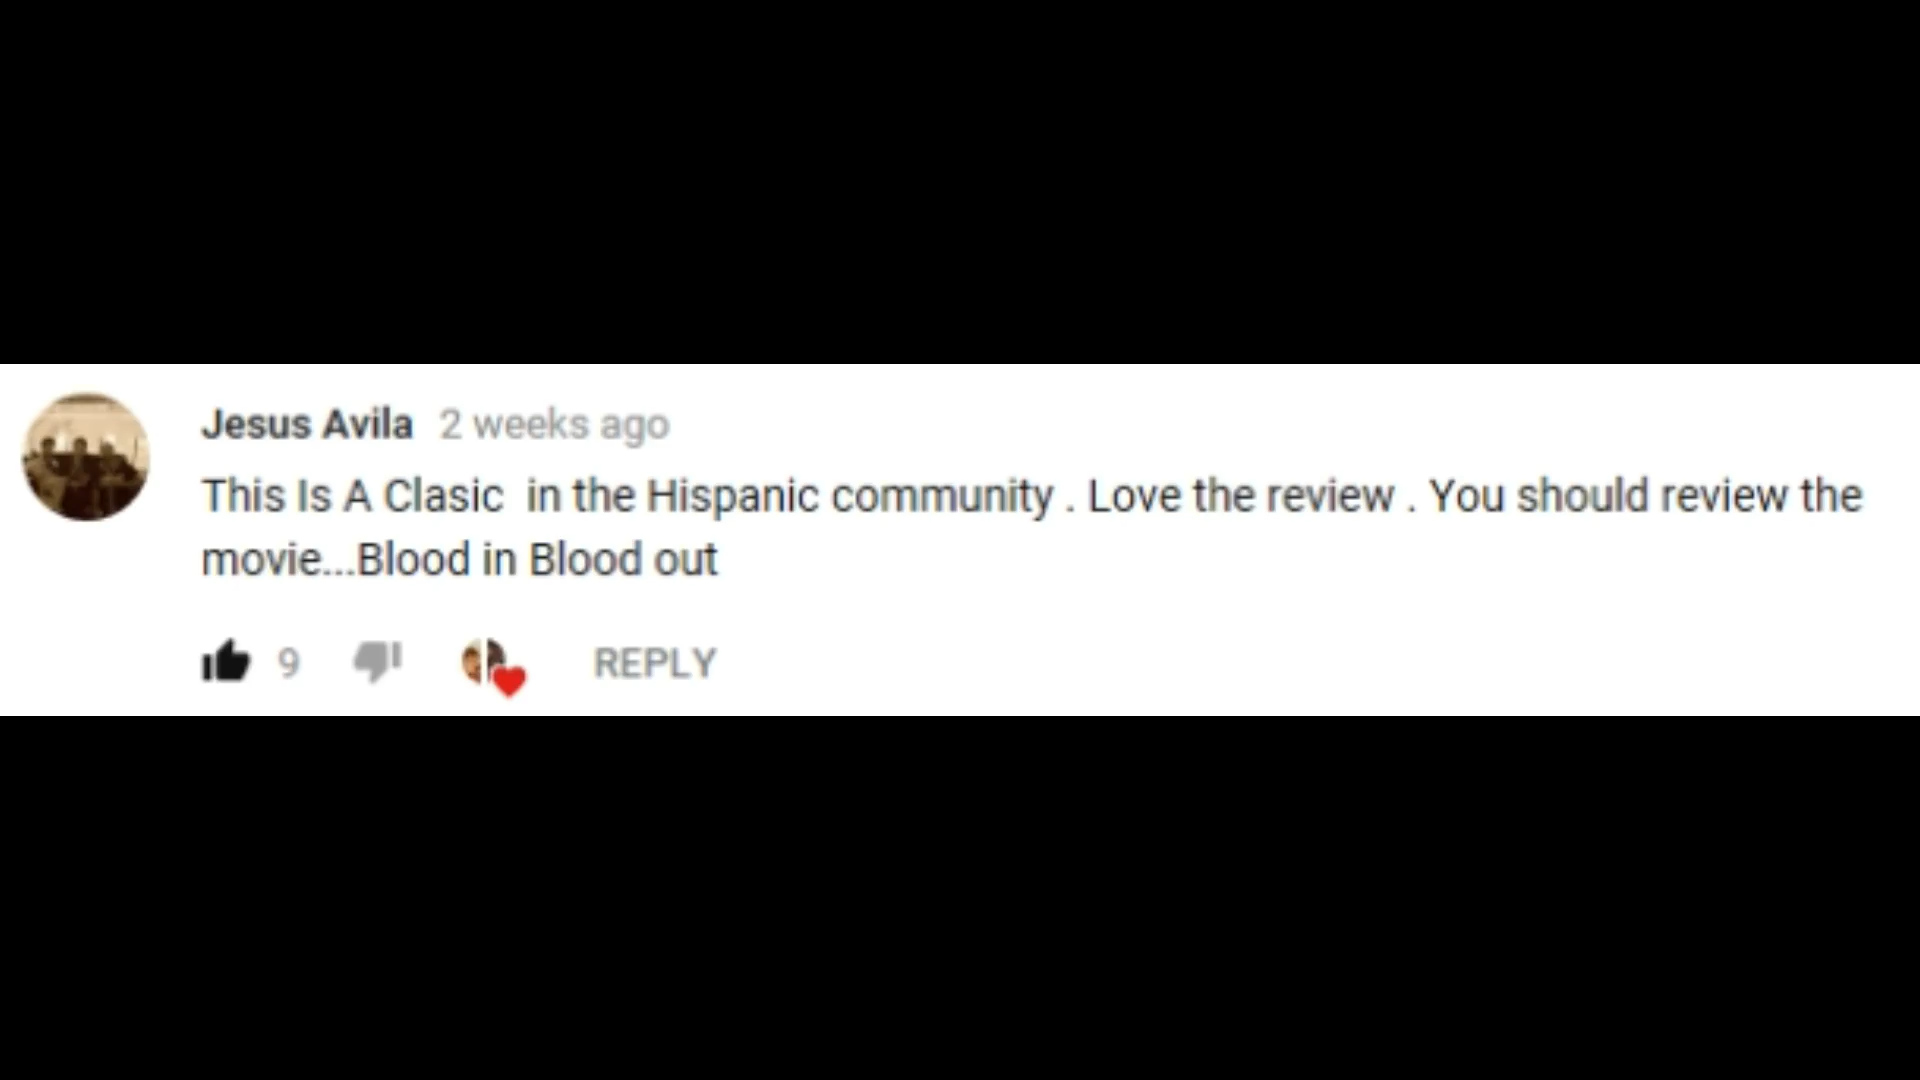 Jesus Avila 2 weeks ago
This Is A Clasic  in the Hispanic community . Love the review . You should review the
movie...Blood in Blood out
9 REPLY